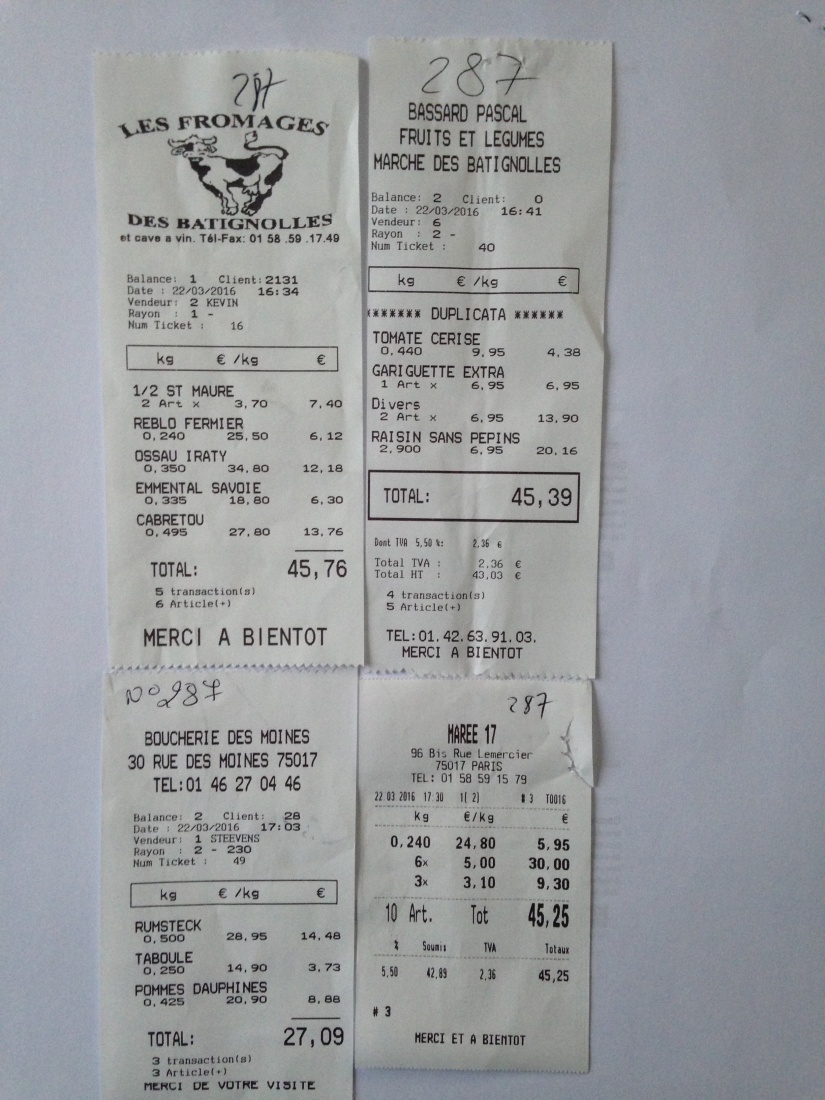 287
LES FROMAGES
DES BATIGNOLLES
et cave a vin. Tél-Fax: 01 58 .59 .17.49
Balance: 1 Client: 2131
Date : 22/03/2016 16:34
Vendeur: 2 KEVIN
Rayon : 1 -
Num Ticket : 16
kg € /kg €
1/2 ST MAURE
2 Art x 3,70 7,40
REBLO FERMIER
0,240 25,50 6,12
OSSAU IRATY
0,350 34,80 12,18
EMMENTAL SAVOIE
0,335 18,80 6,30
CABRETOU
0,495 27,80 13,76
TOTAL: 45,76
5 transaction(s)
6 Article(+)
MERCI A BIENTOT
287
BASSARD PASCAL
FRUITS ET LEGUMES
MARCHE DES BATIGNOLLES
Balance: 2 Client: 0
Date : 22/03/2016 16:41
Vendeur: 6
Rayon : 2 -
Num Ticket : 40
kg € /kg €
****** DUPLICATA ******
TOMATE CERISE
0,440 9,95 4,38
GARIGUETTE EXTRA
1 Art x 6,95 6,95
Divers
2 Art x 6,95 13,90
RAISIN SANS PEPINS
2,900 6,95 20,16
TOTAL: 45,39
Dont TVA 5,50 %: 2,36 €
Total TVA : 2,36 €
Total HT : 43,03 €
4 transaction(s)
5 Article(+)
TEL:01.42.63.91.03.
MERCI A BIENTOT
N° 287
BOUCHERIE DES MOINES
30 RUE DES MOINES 75017
TEL:01 46 27 04 46
Balance: 2 Client: 28
Date : 22/03/2016 17:03
Vendeur: 1 STEEVENS
Rayon : 2 - 230
Num Ticket : 49
kg € /kg €
RUMSTECK
0,500 28,95 14,48
TABOULE
0,250 14,90 3,73
POMMES DAUPHINES
0,425 20,90 8,88
TOTAL: 27,09
3 transaction(s)
3 Article(+)
MERCI DE VOTRE VISITE
287
MAREE 17
96 Bis Rue Lemercier
75017 PARIS
TEL: 01 58 59 15 79
22 03 2016 17:30 1( 2) # 3 T0016
kg €/kg €
0,240 24,80 5,95
6x 5,00 30,00
3x 3,10 9,30
10 Art. Tot 45,25
% Soumis TVA Totaux
5,50 42,89 2,36 45,25
# 3
MERCI ET A BIENTOT